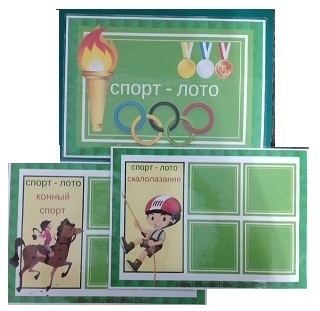 спорт - лото
спорт - лото
конный
спорт
спорт - лото
скалолазание